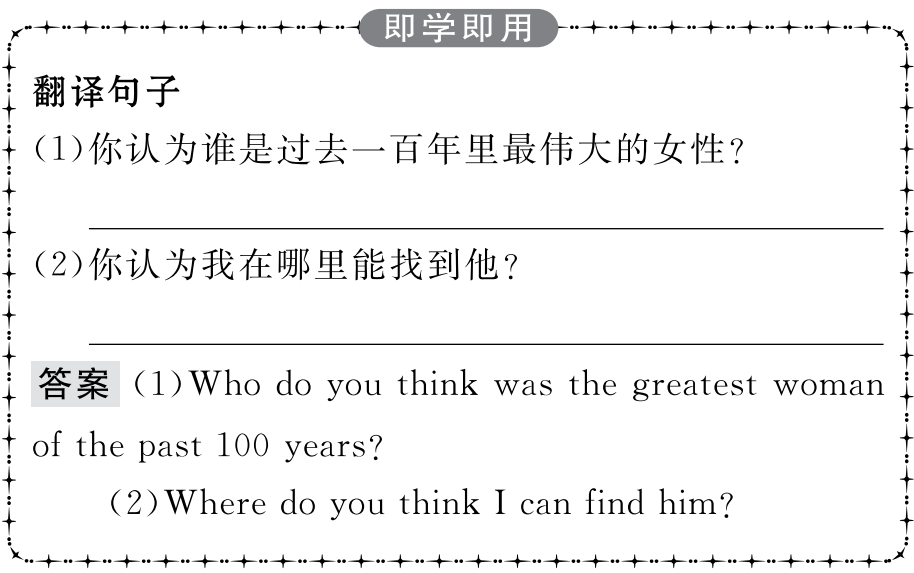 即学即用
翻译句子
(1)你认为谁是过去一百年里最伟大的女性?
(2)你认为我在哪里能找到他?
答案 (1)Who do you think was the greatest woman
of the past 100 years?
(2)Where do you think I can find him?